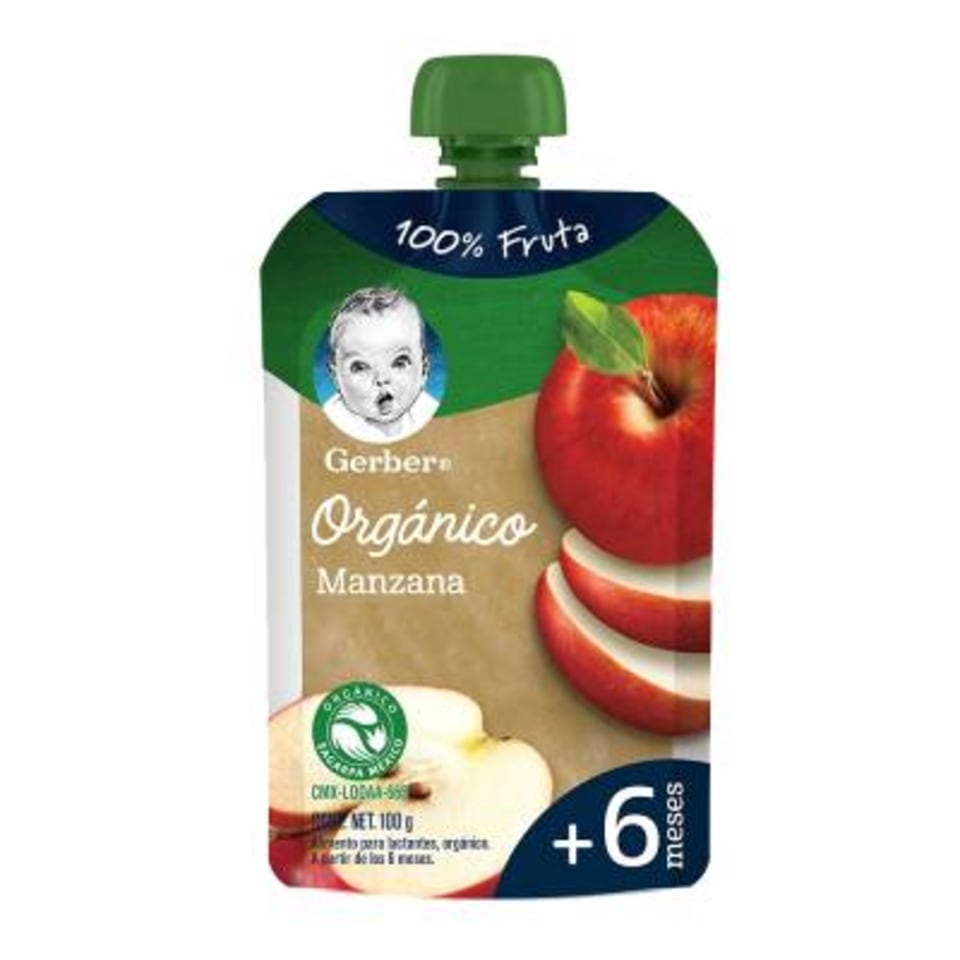 100% Fruta
Gerber®
Orgánico
Manzana
ORGÁNICO
SAGARPA MÉXICO
NET. 100 g
Alimento para lactantes, orgánico.
A partir de los 6 meses.
+6
meses